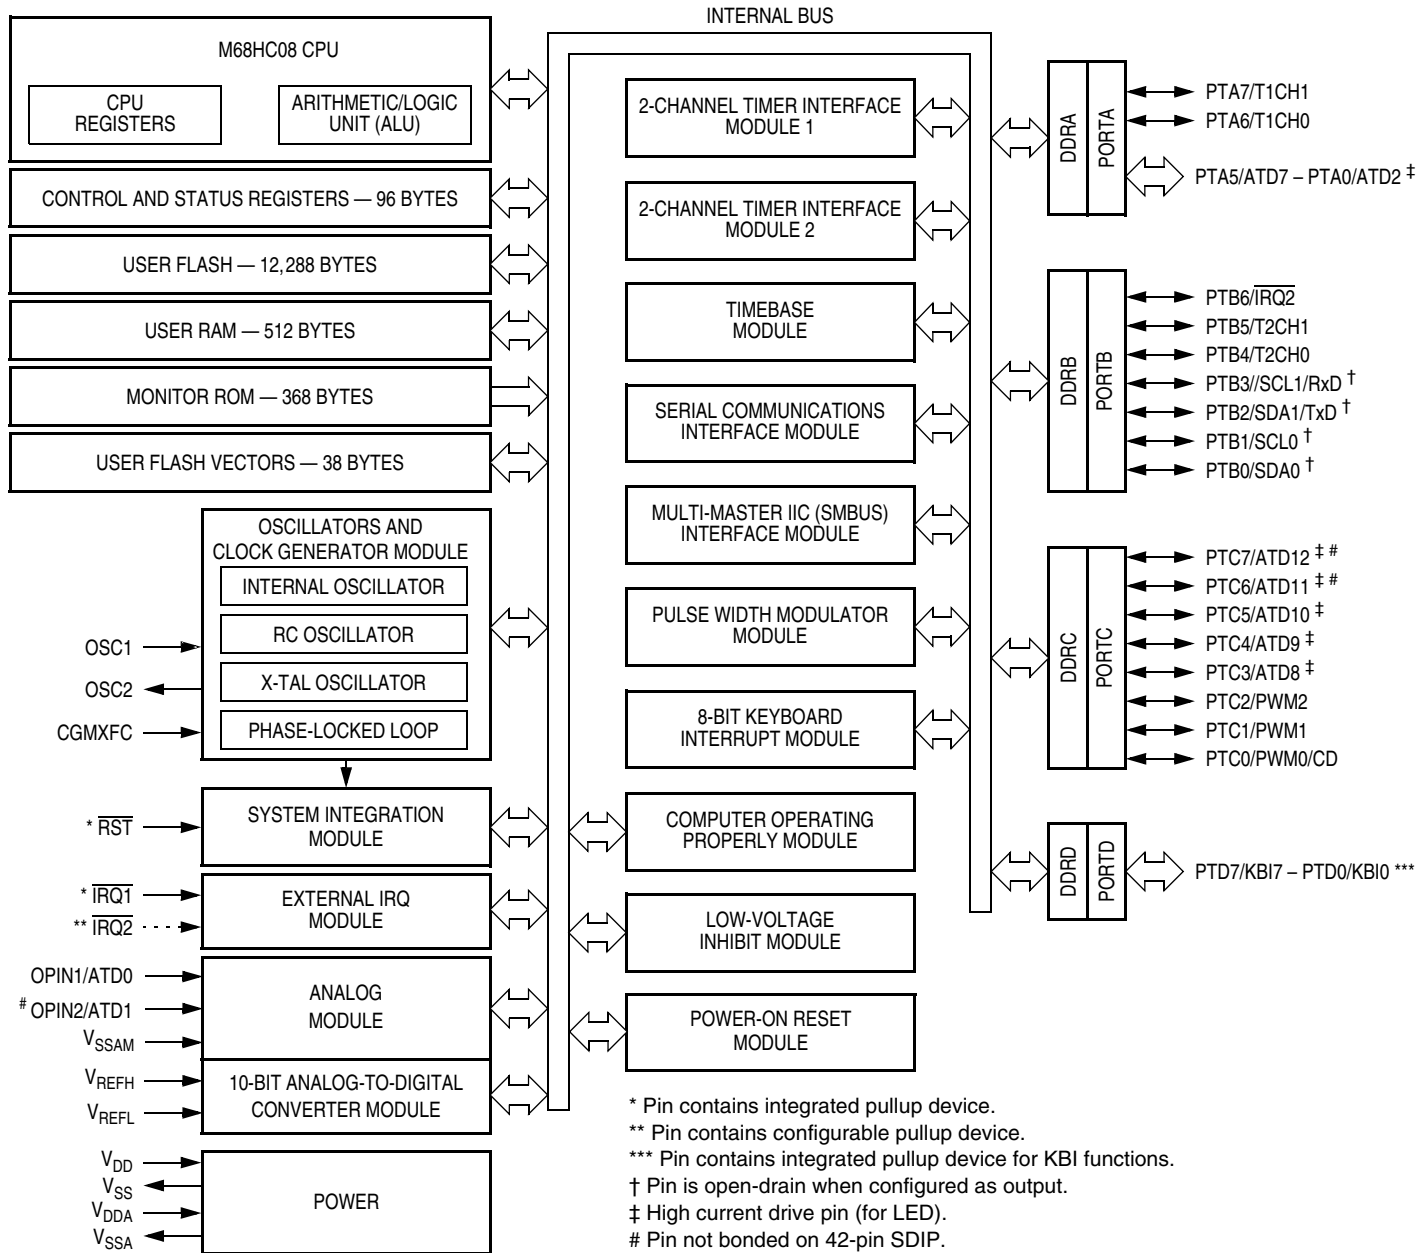 INTERNAL BUS
M68HC08 CPU
CPU
REGISTERS
ARITHMETIC/LOGIC
UNIT (ALU)
CONTROL AND STATUS REGISTERS — 96 BYTES
USER FLASH — 12,288 BYTES
USER RAM — 512 BYTES
MONITOR ROM — 368 BYTES
USER FLASH VECTORS — 38 BYTES
OSCILLATORS AND
CLOCK GENERATOR MODULE
INTERNAL OSCILLATOR
RC OSCILLATOR
X-TAL OSCILLATOR
PHASE-LOCKED LOOP
OSC1
OSC2
CGMXFC
SYSTEM INTEGRATION
MODULE
* RST
EXTERNAL IRQ
MODULE
* IRQ1
** IRQ2
ANALOG
MODULE
OPIN1/ATD0
# OPIN2/ATD1
VSSAM
10-BIT ANALOG-TO-DIGITAL
CONVERTER MODULE
VREFH
VREFL
POWER
VDD
VSS
VDDA
VSSA
2-CHANNEL TIMER INTERFACE
MODULE 1
2-CHANNEL TIMER INTERFACE
MODULE 2
TIMEBASE
MODULE
SERIAL COMMUNICATIONS
INTERFACE MODULE
MULTI-MASTER IIC (SMBUS)
INTERFACE MODULE
PULSE WIDTH MODULATOR
MODULE
8-BIT KEYBOARD
INTERRUPT MODULE
COMPUTER OPERATING
PROPERLY MODULE
LOW-VOLTAGE
INHIBIT MODULE
POWER-ON RESET
MODULE
DDRA
PORTA
PTA7/T1CH1
PTA6/T1CH0
PTA5/ATD7 – PTA0/ATD2 ‡
DDRB
PORTB
PTB6/IRQ2
PTB5/T2CH1
PTB4/T2CH0
PTB3//SCL1/RxD †
PTB2/SDA1/TxD †
PTB1/SCL0 †
PTB0/SDA0 †
DDRC
PORTC
PTC7/ATD12 ‡ #
PTC6/ATD11 ‡ #
PTC5/ATD10 ‡
PTC4/ATD9 ‡
PTC3/ATD8 ‡
PTC2/PWM2
PTC1/PWM1
PTC0/PWM0/CD
DDRD
PORTD
PTD7/KBI7 – PTD0/KBI0 ***
* Pin contains integrated pullup device.
** Pin contains configurable pullup device.
*** Pin contains integrated pullup device for KBI functions.
† Pin is open-drain when configured as output.
‡ High current drive pin (for LED).
# Pin not bonded on 42-pin SDIP.